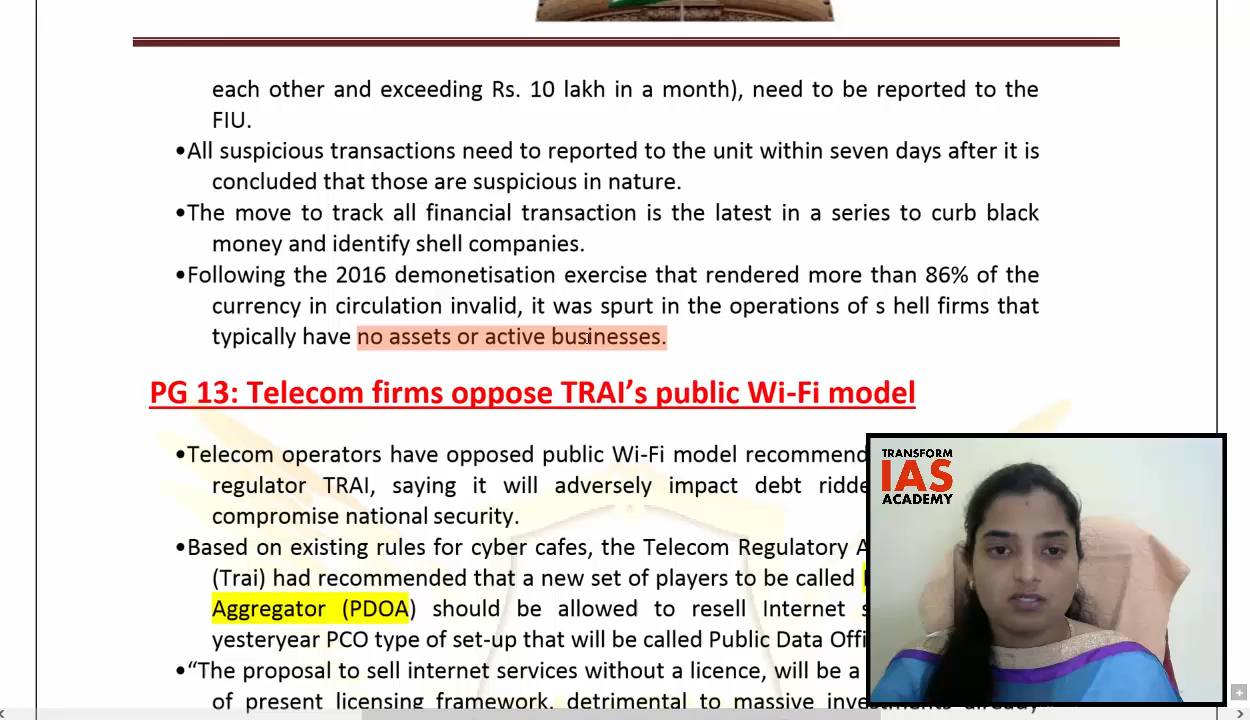 each other and exceeding Rs. 10 lakh in a month), need to be reported to the
FIU.
•All suspicious transactions need to reported to the unit within seven days after it is
concluded that those are suspicious in nature.
•The move to track all financial transaction is the latest in a series to curb black
money and identify shell companies.
•Following the 2016 demonetisation exercise that rendered more than 86% of the
currency in circulation invalid, it was spurt in the operations of s hell firms that
typically have no assets or active businesses.
PG 13: Telecom firms oppose TRAI’s public Wi-Fi model
•Telecom operators have opposed public Wi-Fi model recommend
regulator TRAI, saying it will adversely impact debt ridde
compromise national security.
•Based on existing rules for cyber cafes, the Telecom Regulatory A
(Trai) had recommended that a new set of players to be called
Aggregator (PDOA) should be allowed to resell Internet s
yesteryear PCO type of set-up that will be called Public Data Offi
•“The proposal to sell internet services without a licence, will be a
of present licensing framework, detrimental to massive investments already
TRANSFORM
IAS
ACADEMY